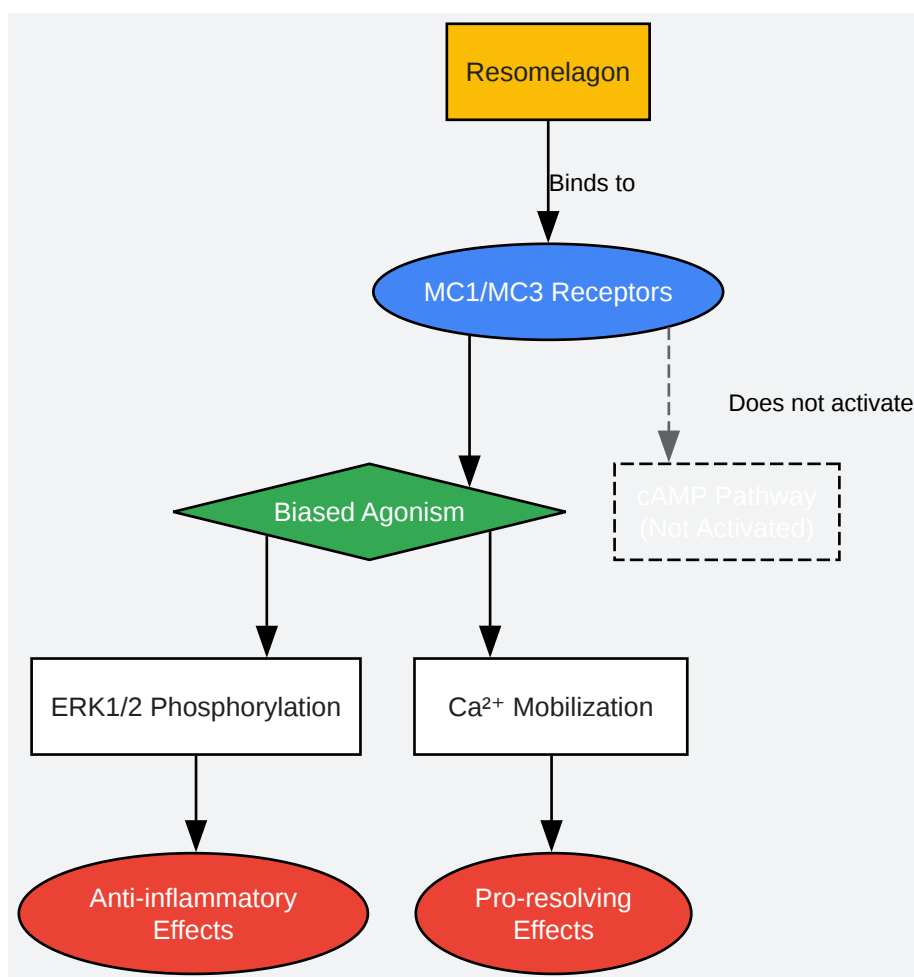 Resomelagon
Binds to
MC1/MC3 Receptors
Does not activate
cAMP Pathway
(Not Activated)
Biased Agonism
ERK1/2 Phosphorylation
Ca²⁺ Mobilization
Anti-inflammatory
Effects
Pro-resolving
Effects